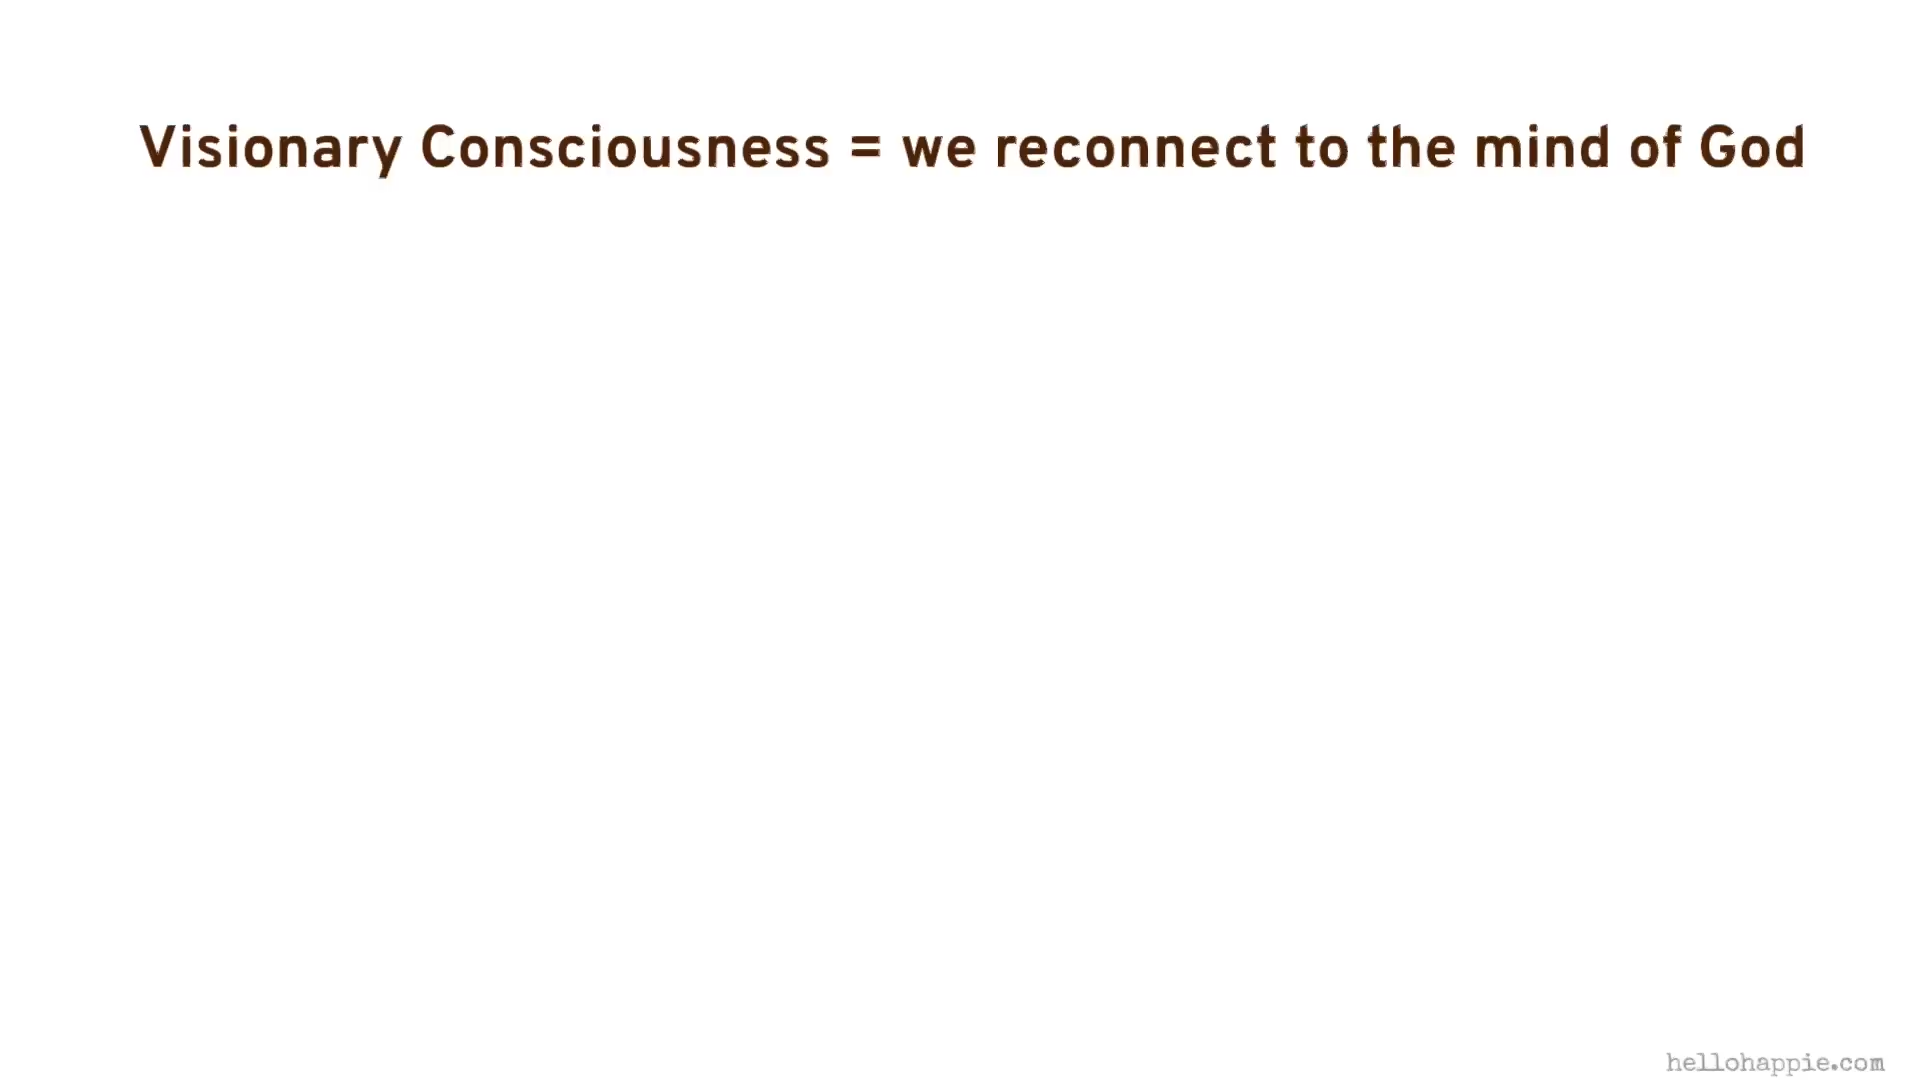 Visionary Consciousness = we reconnect to the mind of God
hellohappie.com